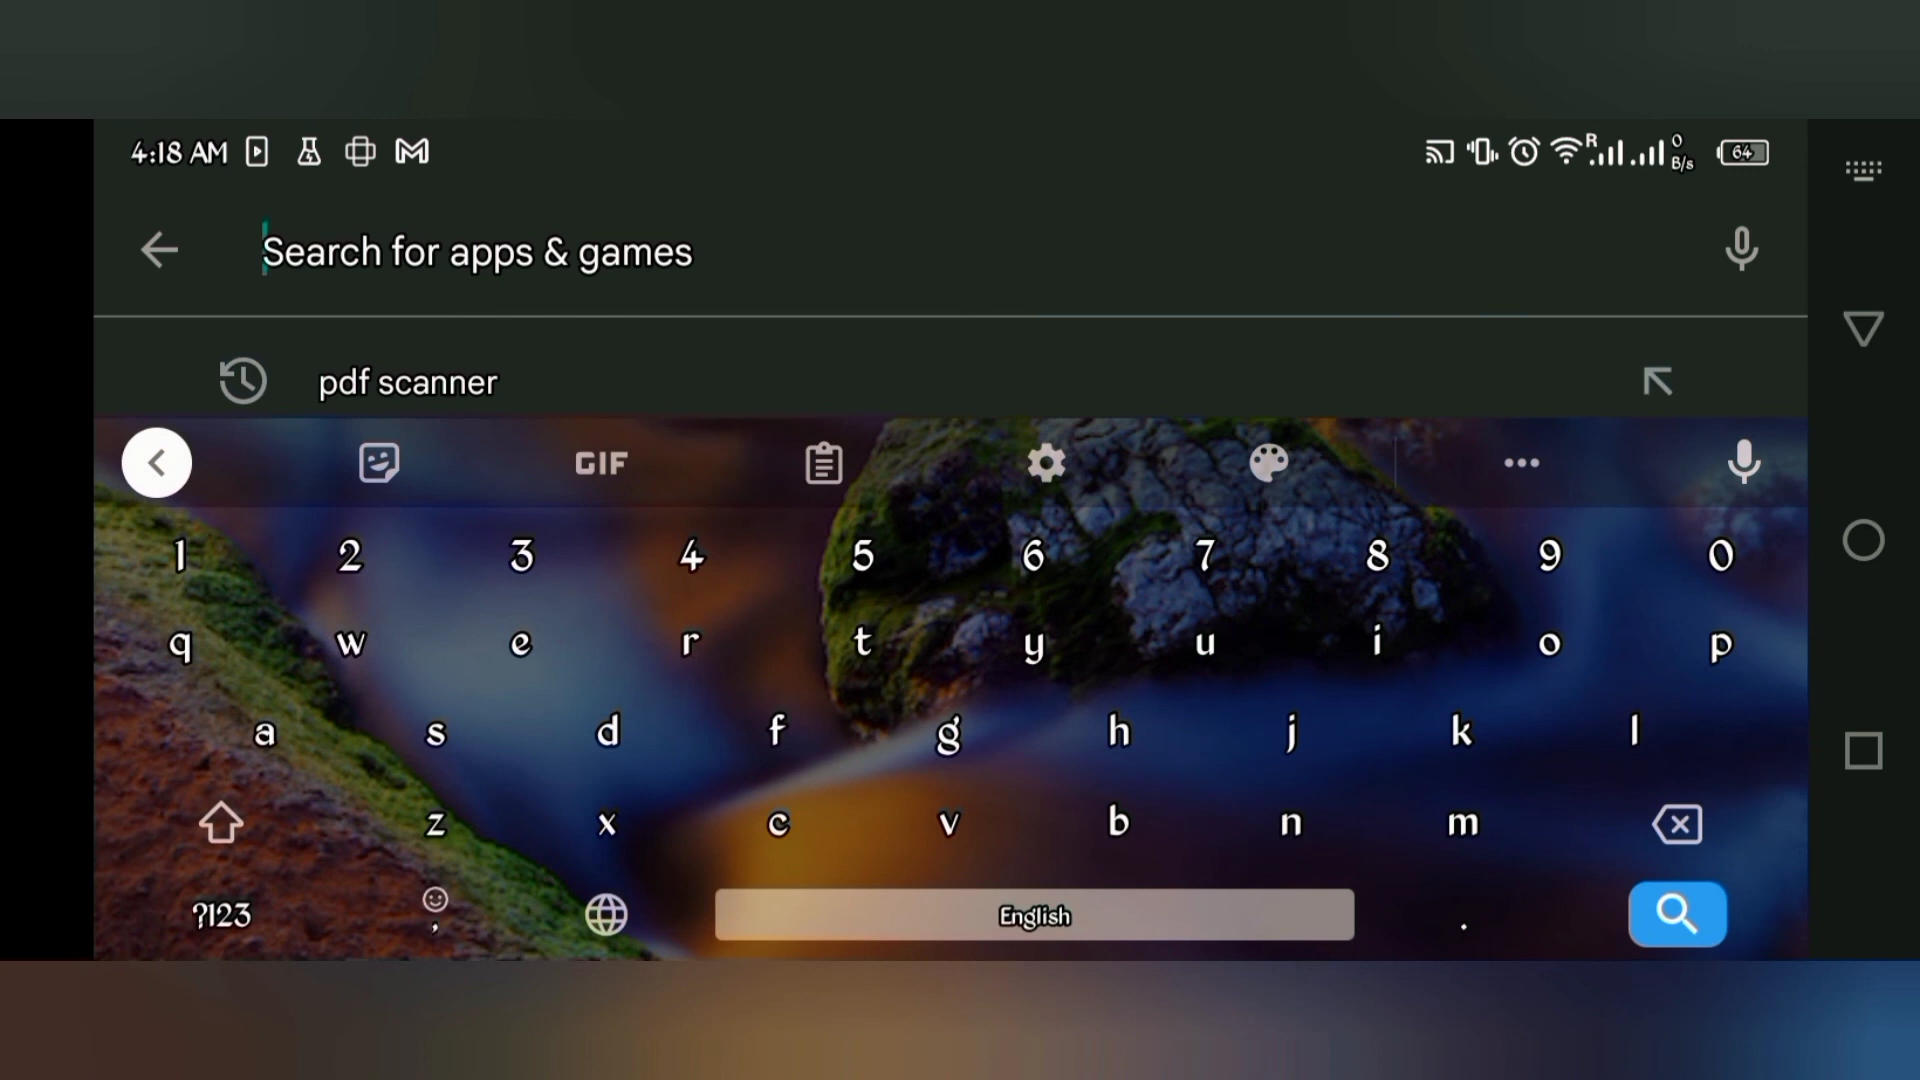 4:18 AM R 0 B/s 64
Search for apps & games
pdf scanner
GIF
1 2 3 4 5 6 7 8 9 0
q w e r t y u i o p
a s d f g h j k l
z x c v b n m
?123 , English .